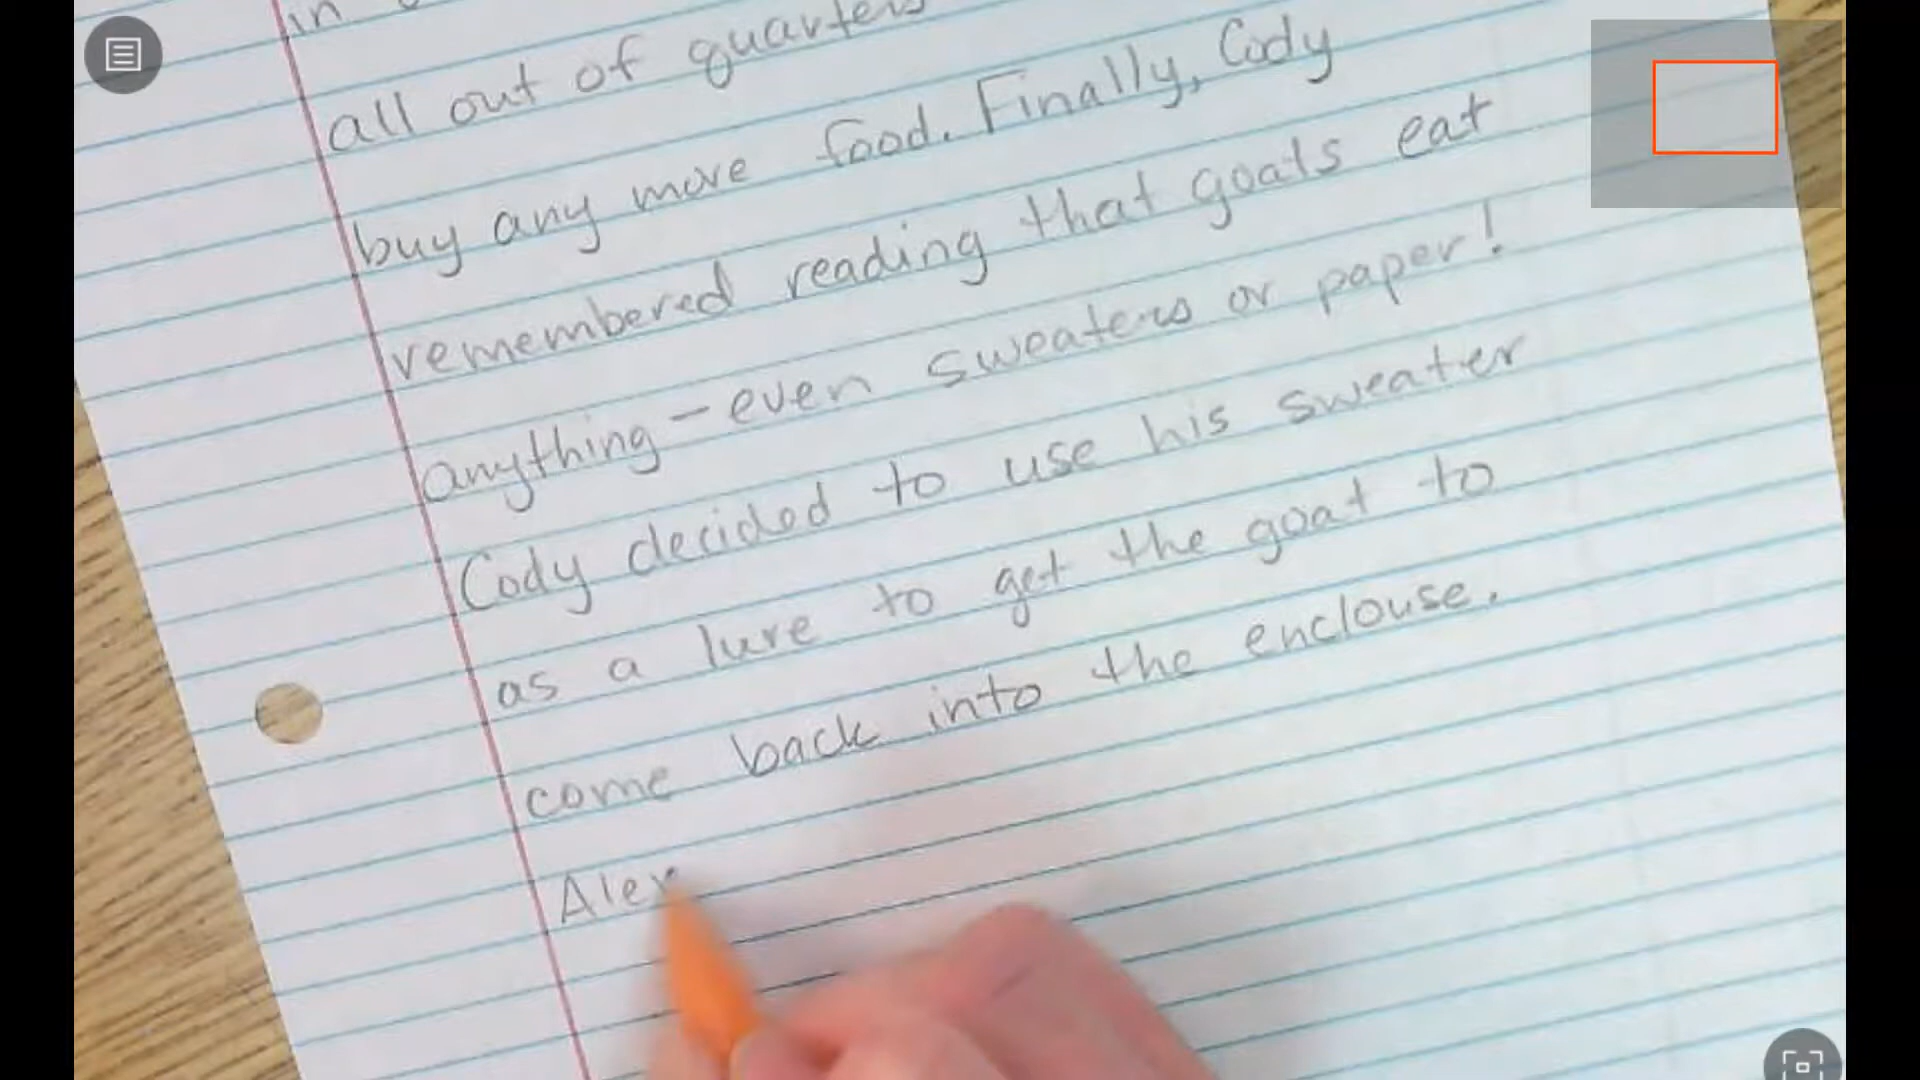 in
all out of quarters
buy any more food. Finally, Cody
remembered reading that goats eat
anything - even sweaters or paper!
Cody decided to use his sweater
as a lure to get the goat to
come back into the enclouse.
Alex